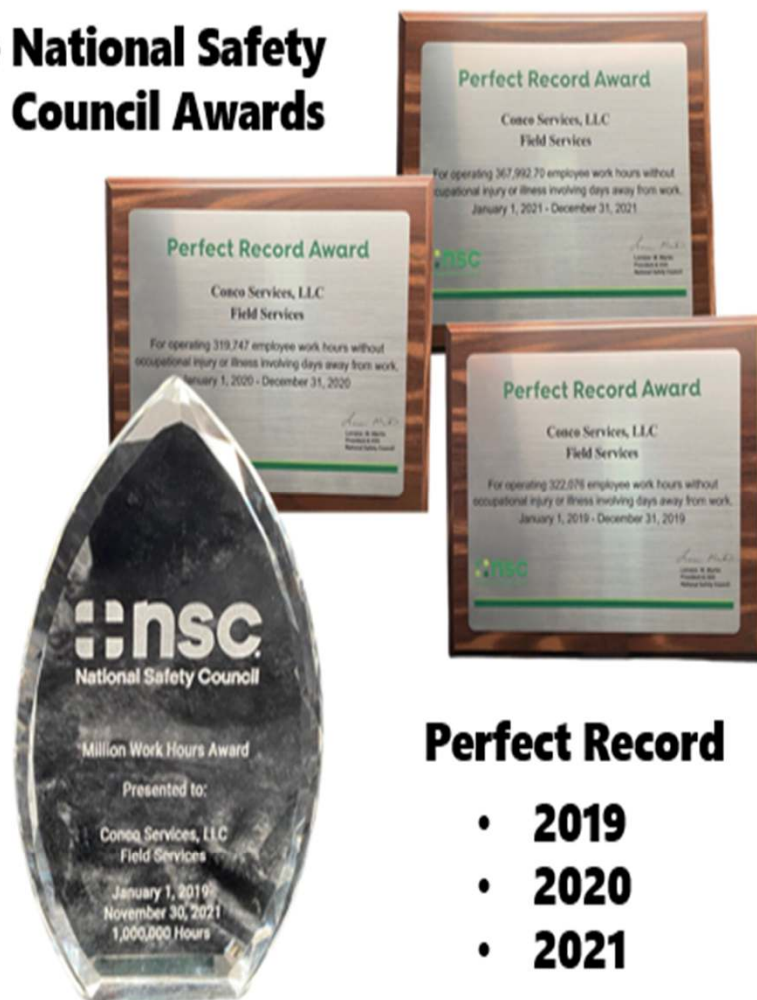 National Safety
Council Awards
Perfect Record Award
Conco Services, LLC
Field Services
For operating 367,992.70 employee work hours without
occupational injury or illness involving days away from work.
January 1, 2021 - December 31, 2021
nsc
Perfect Record Award
Conco Services, LLC
Field Services
For operating 319,747 employee work hours without
occupational injury or illness involving days away from work.
January 1, 2020 - December 31, 2020
Perfect Record Award
Conco Services, LLC
Field Services
For operating 322,076 employee work hours without
occupational injury or illness involving days away from work.
January 1, 2019 - December 31, 2019
nsc
nsc
National Safety Council
Million Work Hours Award
Presented to:
Conco Services, LLC
Field Services
January 1, 2019
November 30, 2021
1,000,000 Hours
Perfect Record
• 2019
• 2020
• 2021